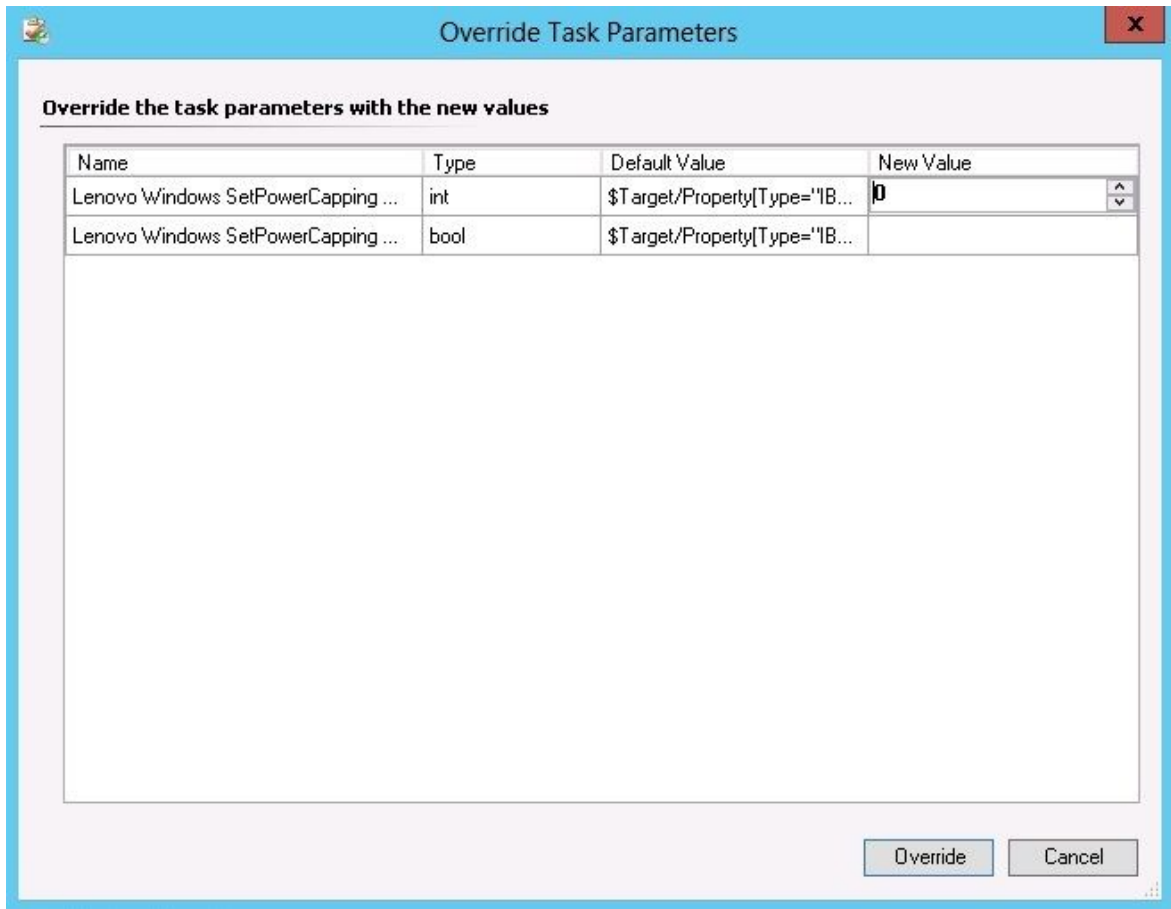 Override Task Parameters
x
Override the task parameters with the new values
Name Type Default Value New Value
Lenovo Windows SetPowerCapping ... int $Target/Property[Type="IB... 0
Lenovo Windows SetPowerCapping ... bool $Target/Property[Type="IB...
Override Cancel